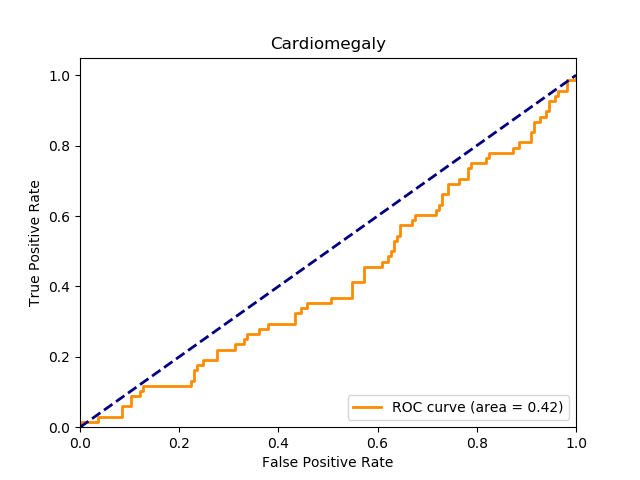 Cardiomegaly
True Positive Rate
1.0
0.8
0.6
0.4
0.2
0.0
ROC curve (area = 0.42)
0.0 0.2 0.4 0.6 0.8 1.0
False Positive Rate